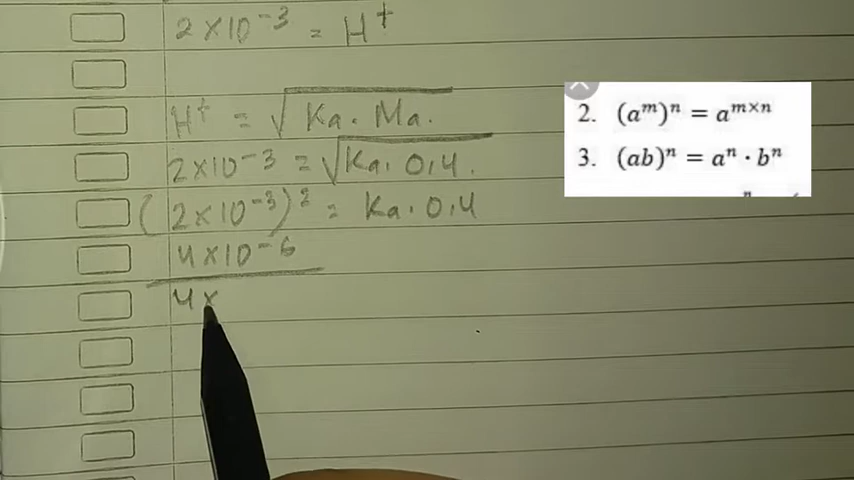 2 × 10⁻³ = H⁺
H⁺ = √Ka . Ma.
2×10⁻³ = √Ka. 0,4.
(2×10⁻³)² = Ka. 0,4
4×10⁻⁶
4×
2. (aᵐ)ⁿ = aᵐˣⁿ
3. (ab)ⁿ = aⁿ · bⁿ